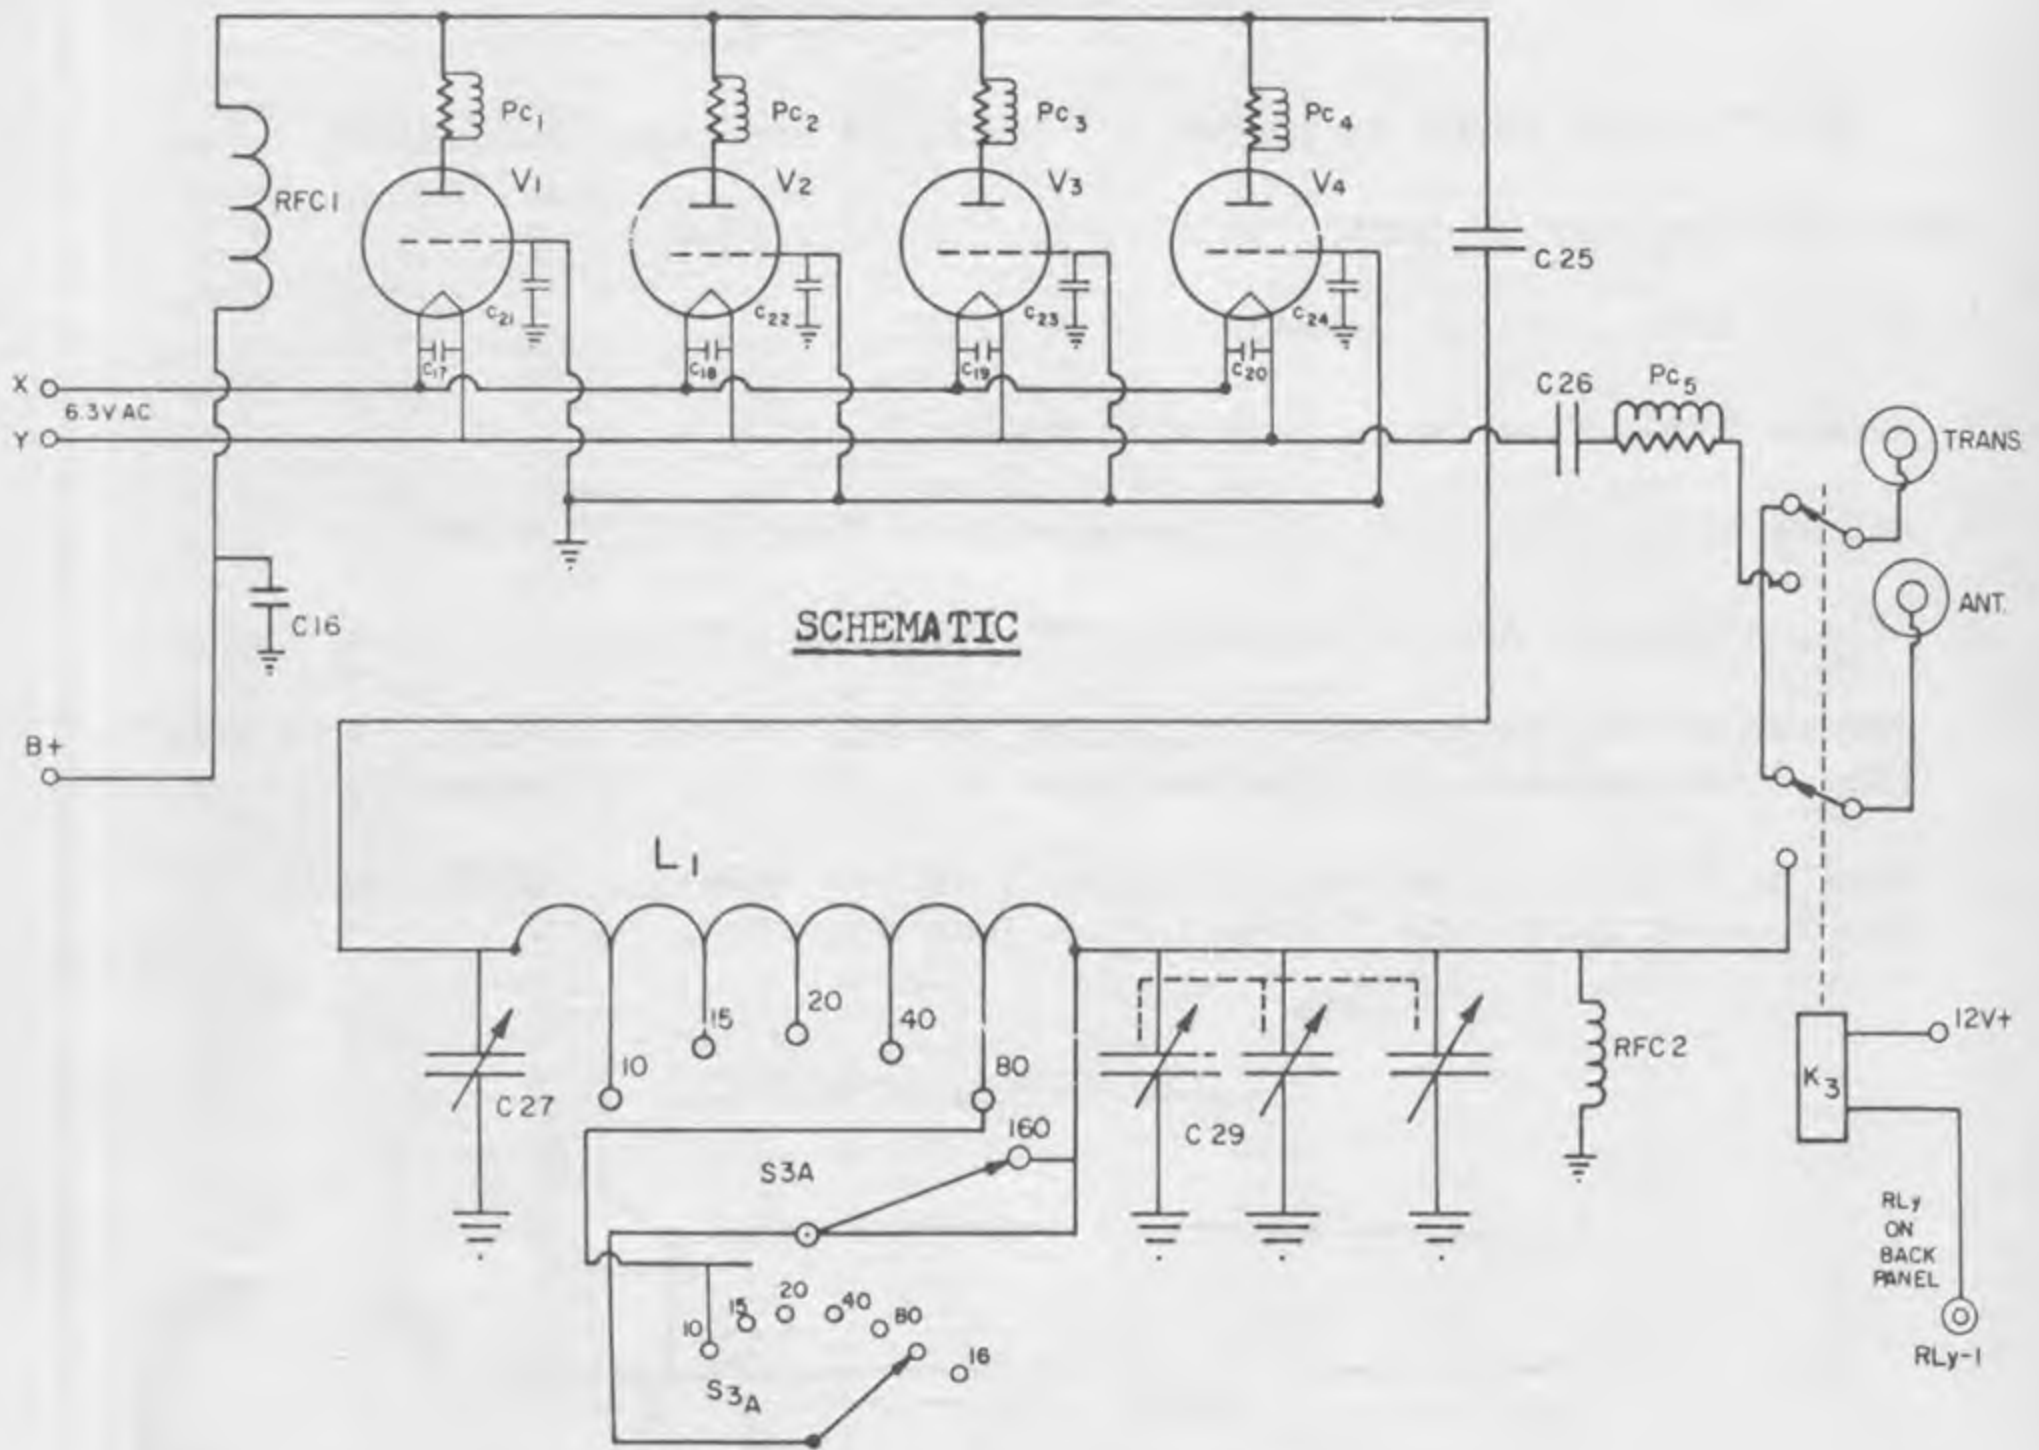 Pc1
Pc2
Pc3
Pc4
V1
V2
V3
V4
RFC1
C25
C21
C22
C23
C24
C17
C18
C19
C20
X
6.3V AC
Y
C26
Pc5
TRANS.
C16
SCHEMATIC
ANT.
B+
L1
10
15
20
40
80
160
C27
C29
RFC2
12V+
K3
S3A
RLy
ON
BACK
PANEL
RLy-1
10
15
20
40
80
16
S3A